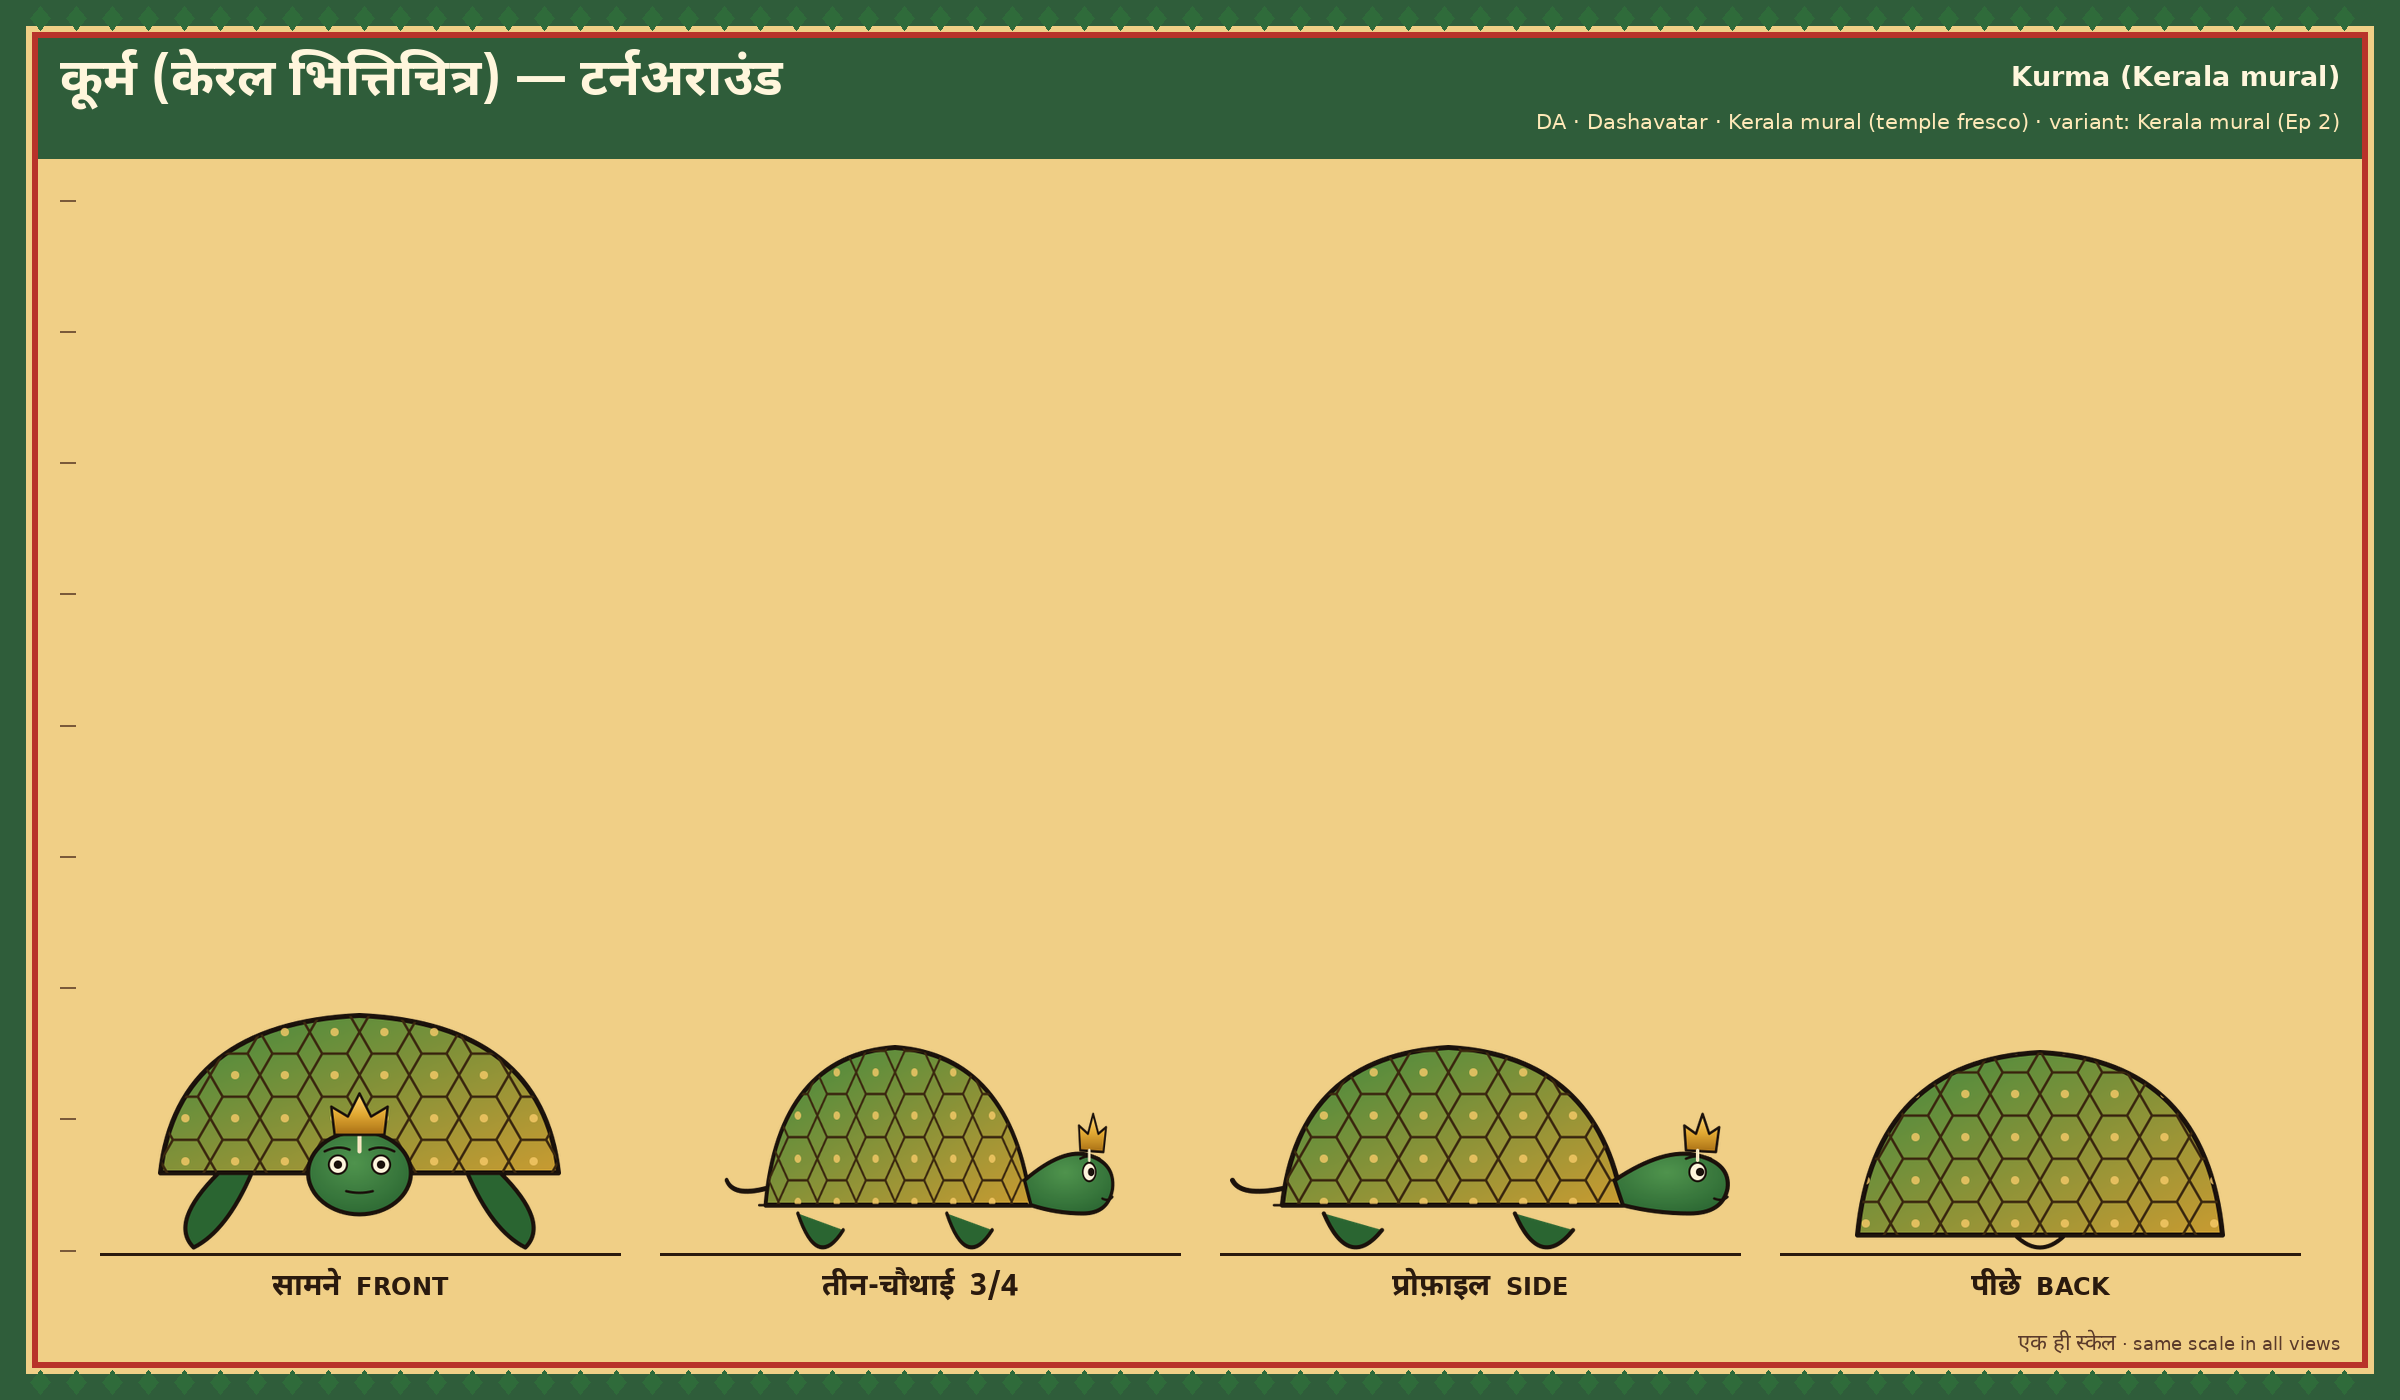 कूर्म (केरल भित्तिचित्र) — टर्नअराउंड
Kurma (Kerala mural)
DA · Dashavatar · Kerala mural (temple fresco) · variant: Kerala mural (Ep 2)
सामने FRONT
तीन-चौथाई 3/4
प्रोफ़ाइल SIDE
पीछे BACK
एक ही स्केल · same scale in all views